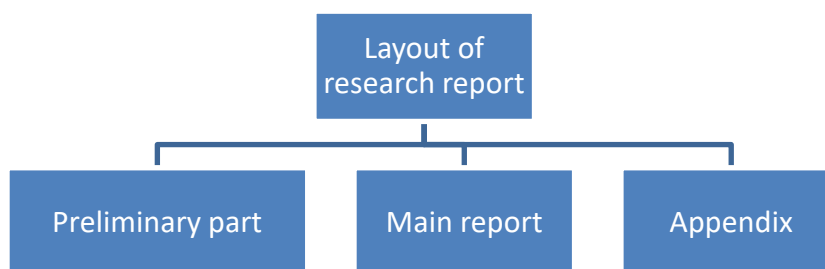 Layout of
research report
Preliminary part
Main report
Appendix